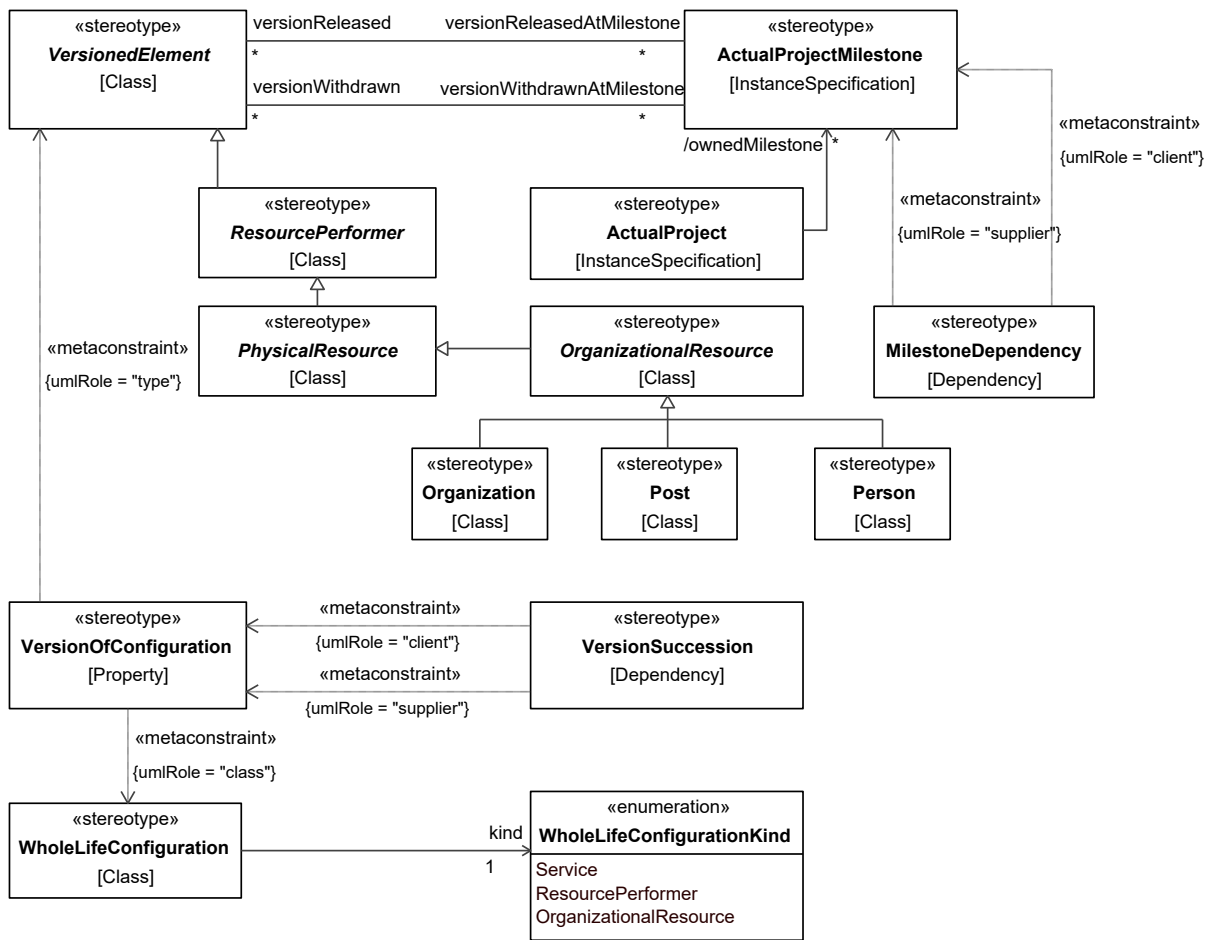 «stereotype»
VersionedElement
[Class]
versionReleased
versionReleasedAtMilestone
*
*
versionWithdrawn
versionWithdrawnAtMilestone
*
*
«stereotype»
ActualProjectMilestone
[InstanceSpecification]
/ownedMilestone
*
«metaconstraint»
{umlRole = "client"}
«metaconstraint»
{umlRole = "supplier"}
«stereotype»
ResourcePerformer
[Class]
«stereotype»
ActualProject
[InstanceSpecification]
«metaconstraint»
{umlRole = "type"}
«stereotype»
PhysicalResource
[Class]
«stereotype»
OrganizationalResource
[Class]
«stereotype»
MilestoneDependency
[Dependency]
«stereotype»
Organization
[Class]
«stereotype»
Post
[Class]
«stereotype»
Person
[Class]
«stereotype»
VersionOfConfiguration
[Property]
«metaconstraint»
{umlRole = "client"}
«metaconstraint»
{umlRole = "supplier"}
«stereotype»
VersionSuccession
[Dependency]
«metaconstraint»
{umlRole = "class"}
«stereotype»
WholeLifeConfiguration
[Class]
kind
1
«enumeration»
WholeLifeConfigurationKind
Service
ResourcePerformer
OrganizationalResource